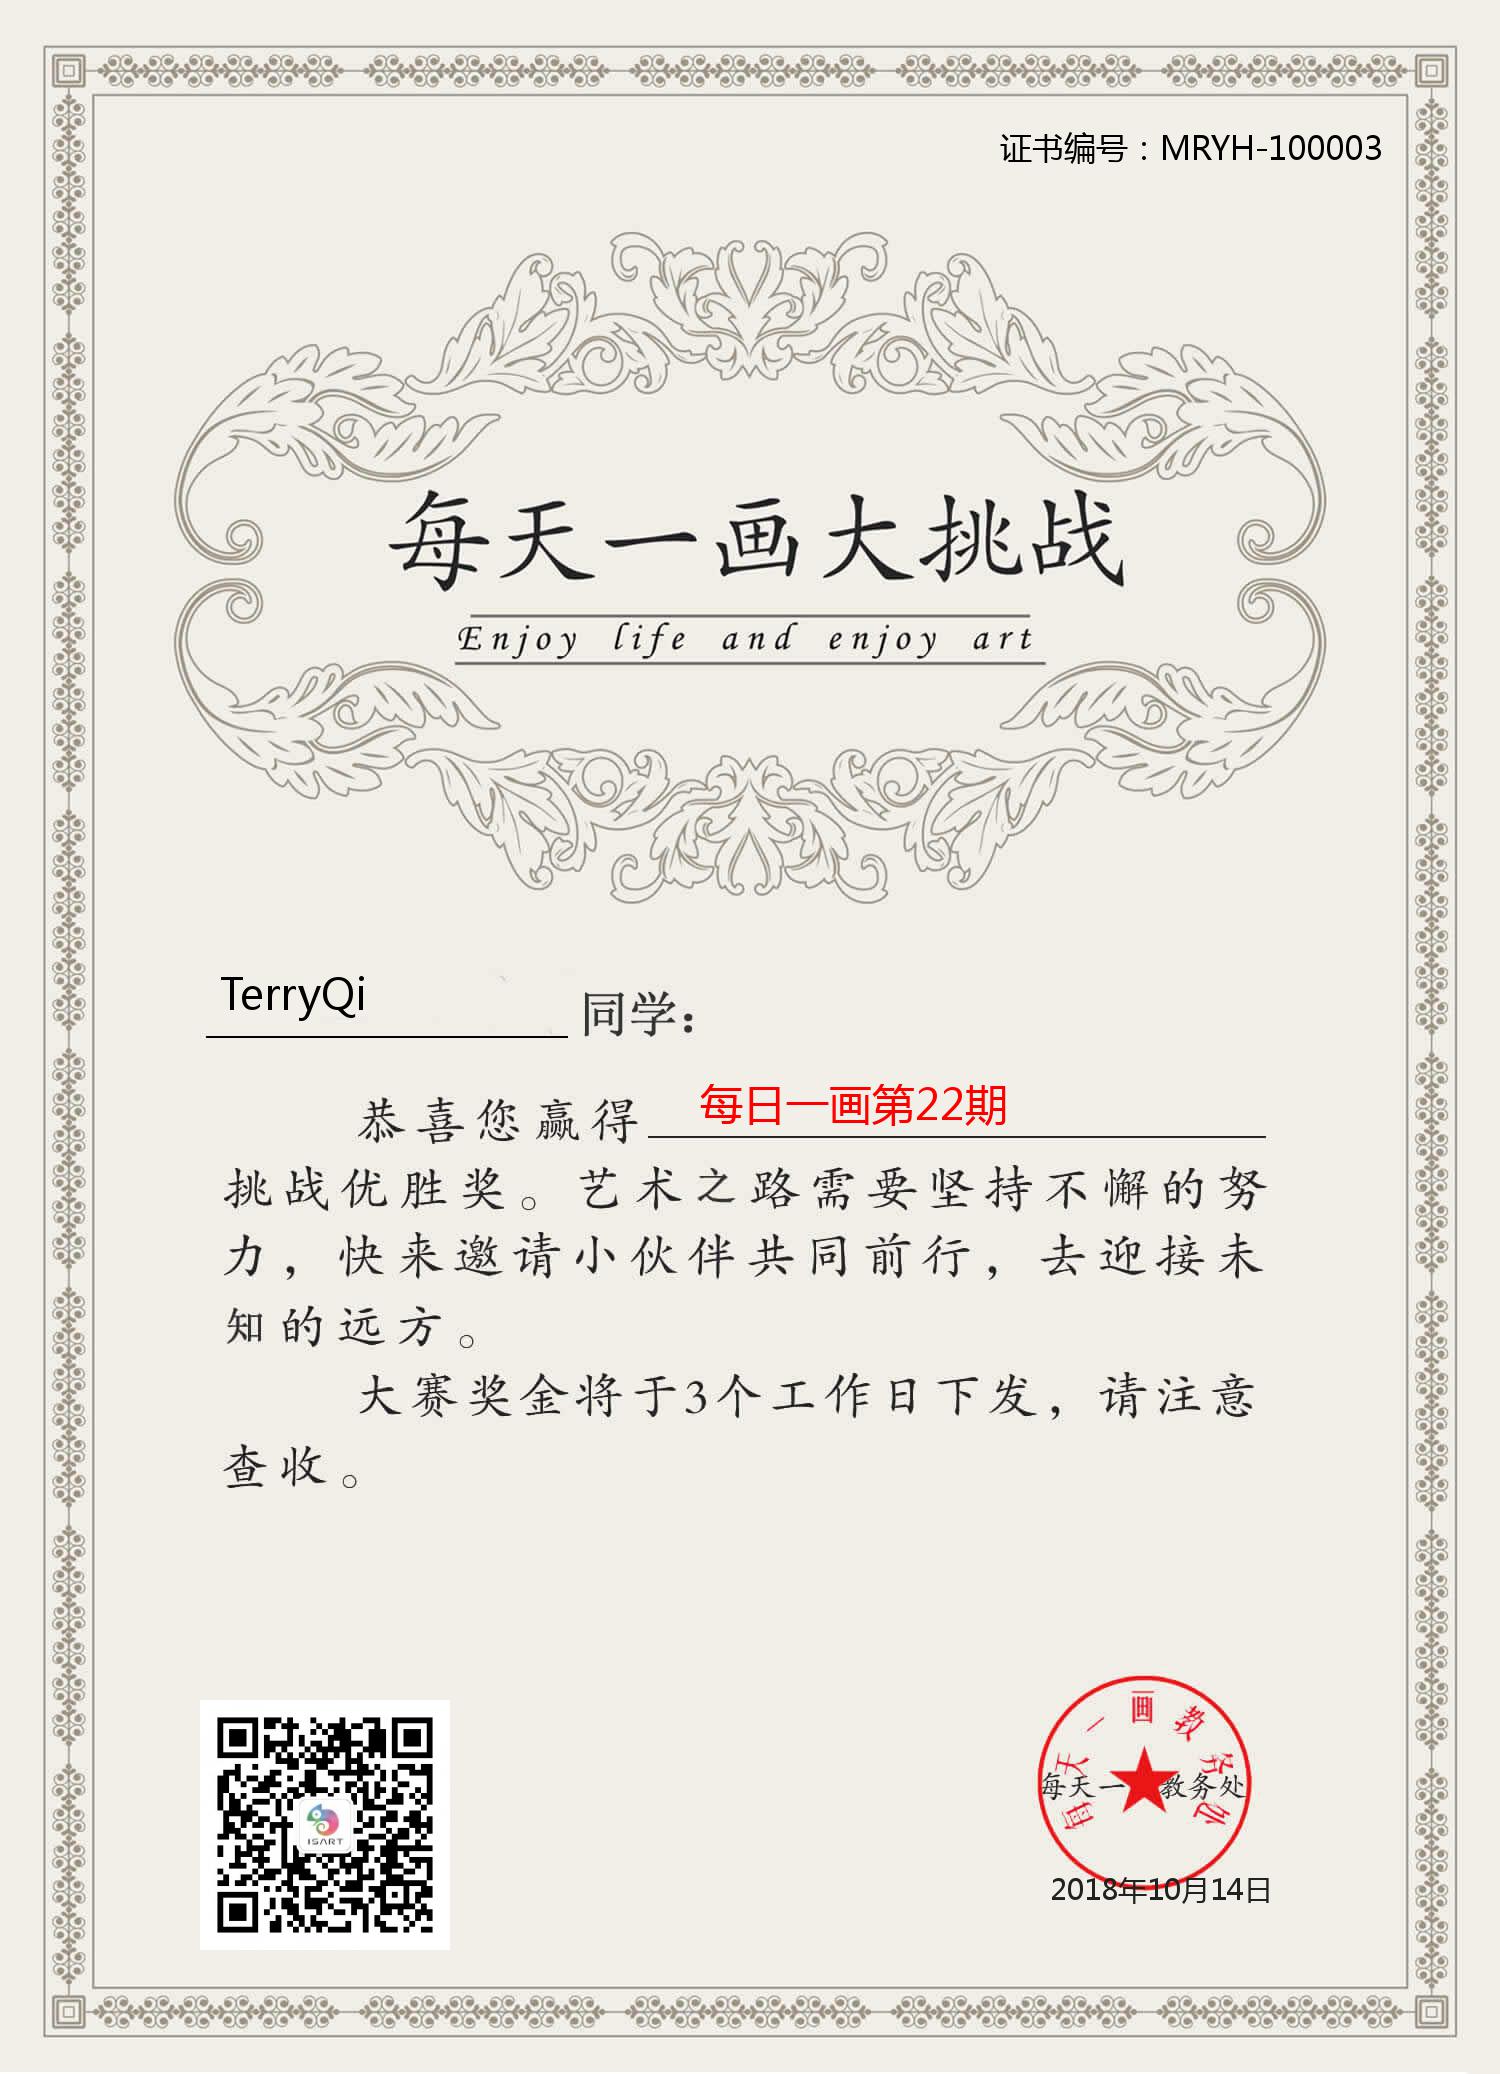 证书编号：MRYH-100003
每天一画大挑战
Enjoy life and enjoy art
TerryQi 同学：
恭喜您赢得 每日一画第22期
挑战优胜奖。艺术之路需要坚持不懈的努
力，快来邀请小伙伴共同前行，去迎接未
知的远方。
大赛奖金将于3个工作日下发，请注意
查收。
ISART
每天一画教务处
每天一 教务处
2018年10月14日